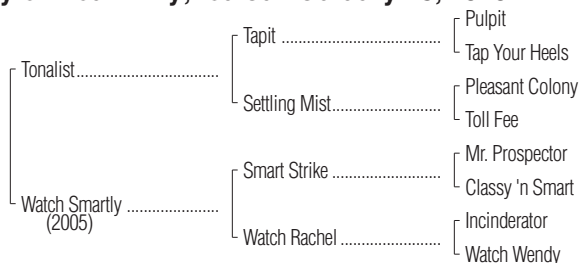 Pulpit
Tapit ................................
Tap Your Heels
Tonalist....................................
Pleasant Colony
Settling Mist..........................
Toll Fee
Mr. Prospector
Smart Strike ..........................
Classy 'n Smart
Watch Smartly .......................
(2005)
Incinderator
Watch Rachel ........................
Watch Wendy